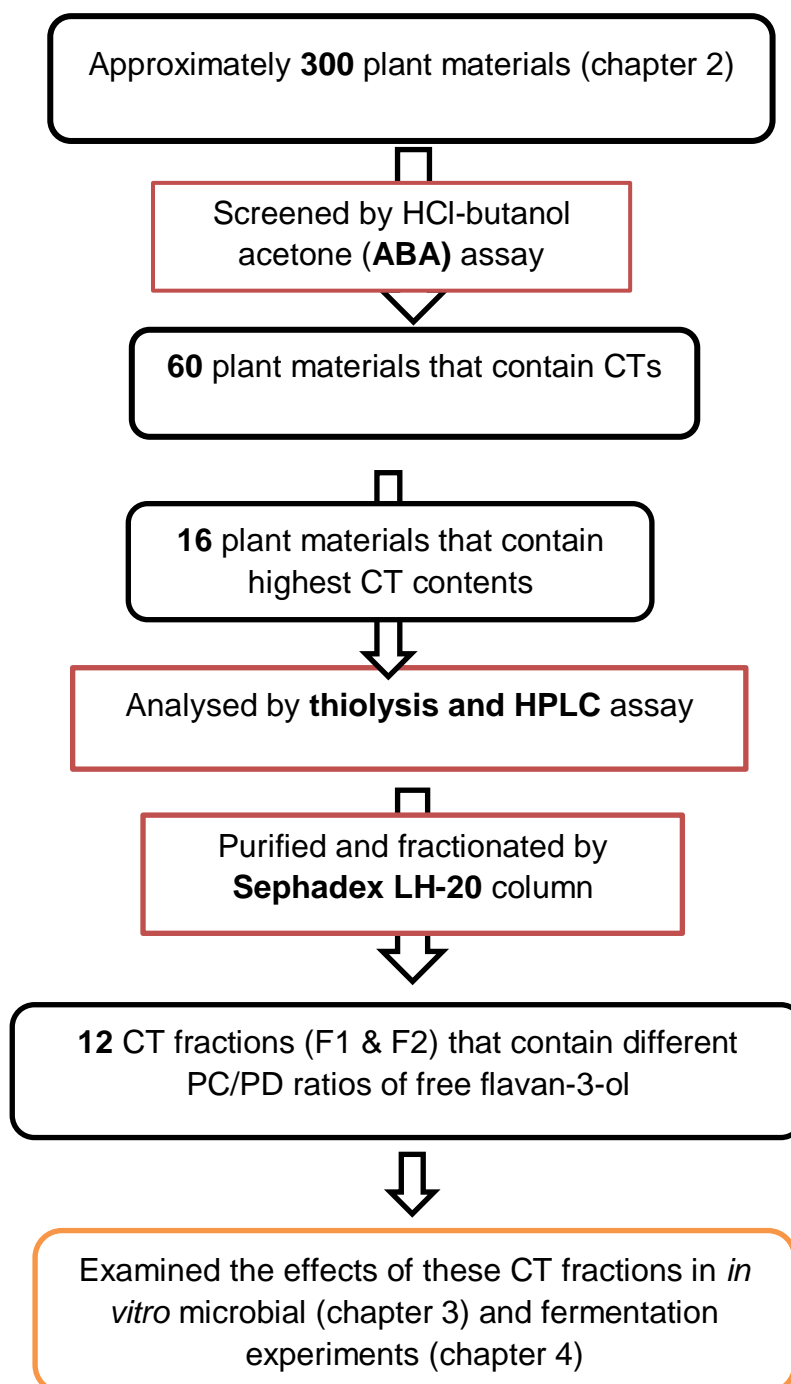 Approximately 300 plant materials (chapter 2)
Screened by HCl-butanol
acetone (ABA) assay
60 plant materials that contain CTs
16 plant materials that contain
highest CT contents
Analysed by thiolysis and HPLC assay
Purified and fractionated by
Sephadex LH-20 column
12 CT fractions (F1 & F2) that contain different
PC/PD ratios of free flavan-3-ol
Examined the effects of these CT fractions in in
vitro microbial (chapter 3) and fermentation
experiments (chapter 4)